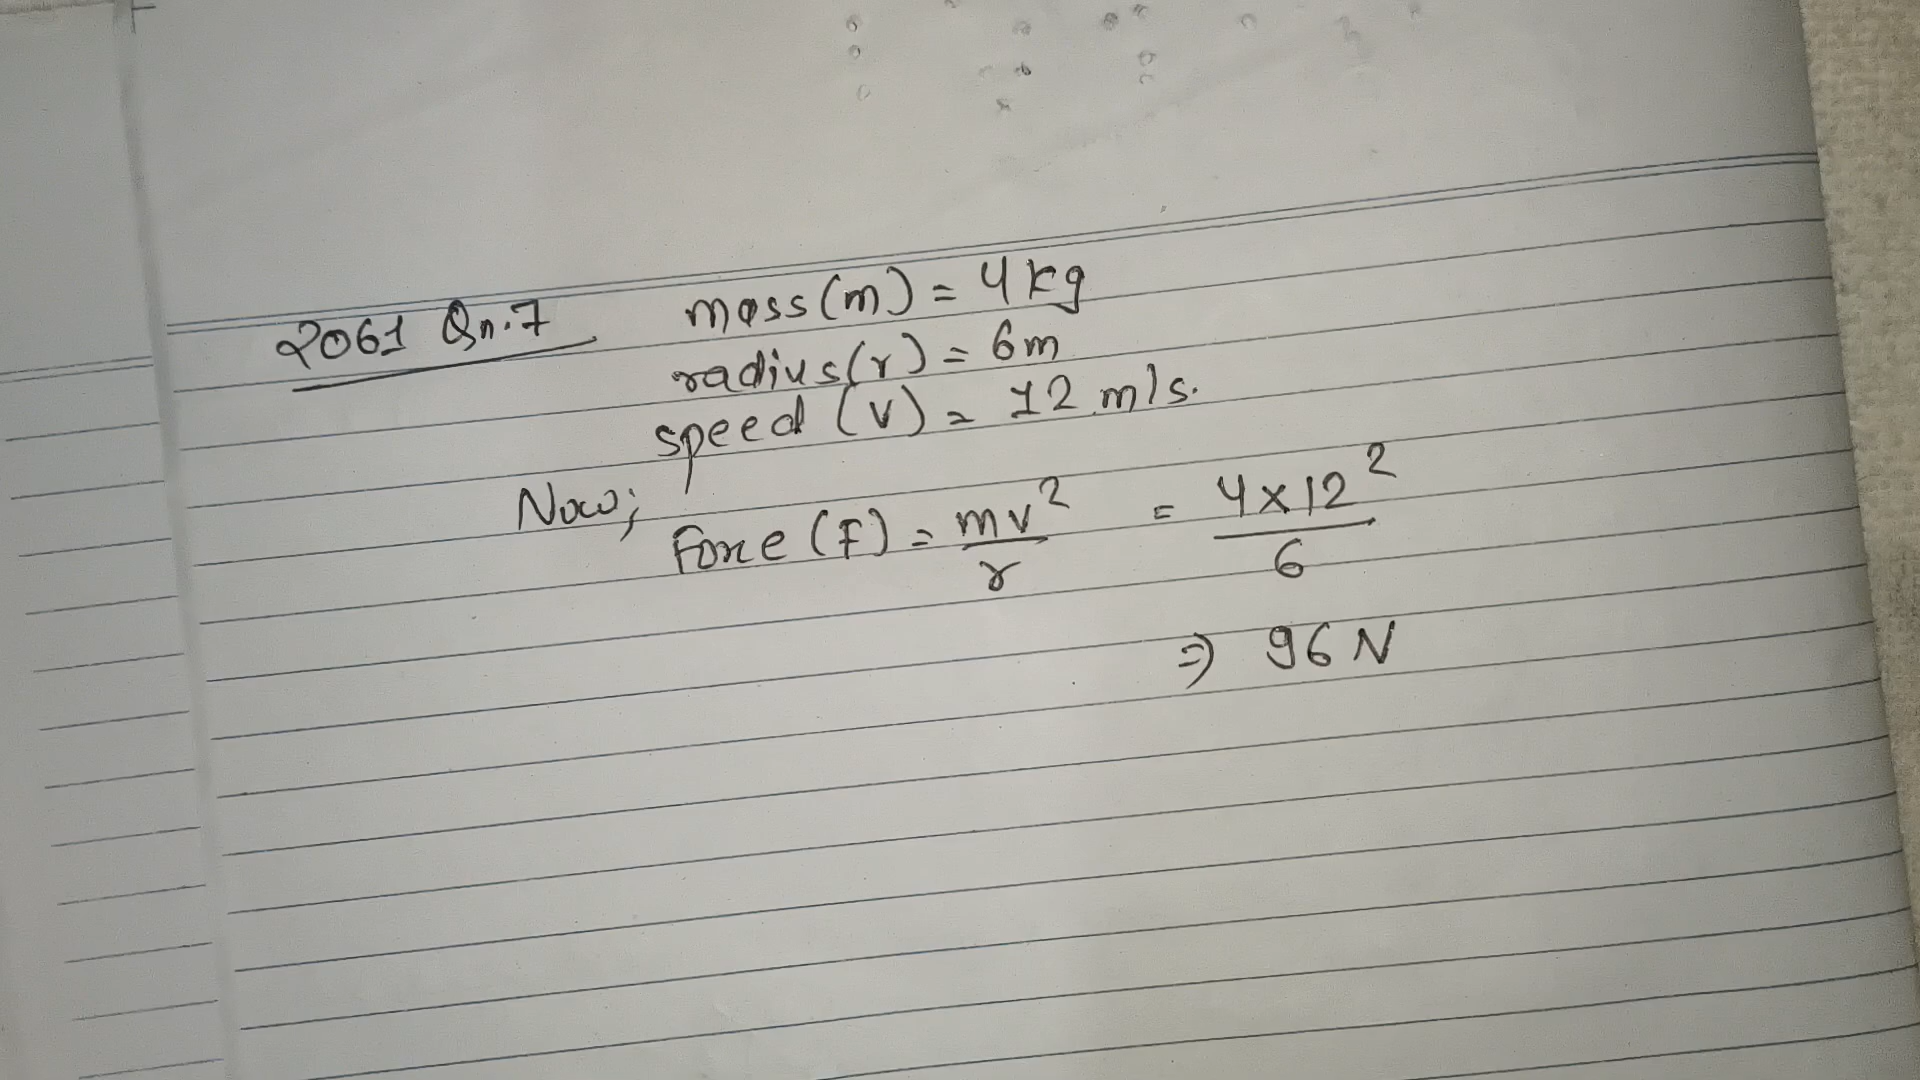 2061 Qn.7 mass(m) = 4 kg
radius(r) = 6m
speed (v) = 12 m/s.
Now;
Force (F) = mv²/r = 4×12²/6
⇒ 96 N